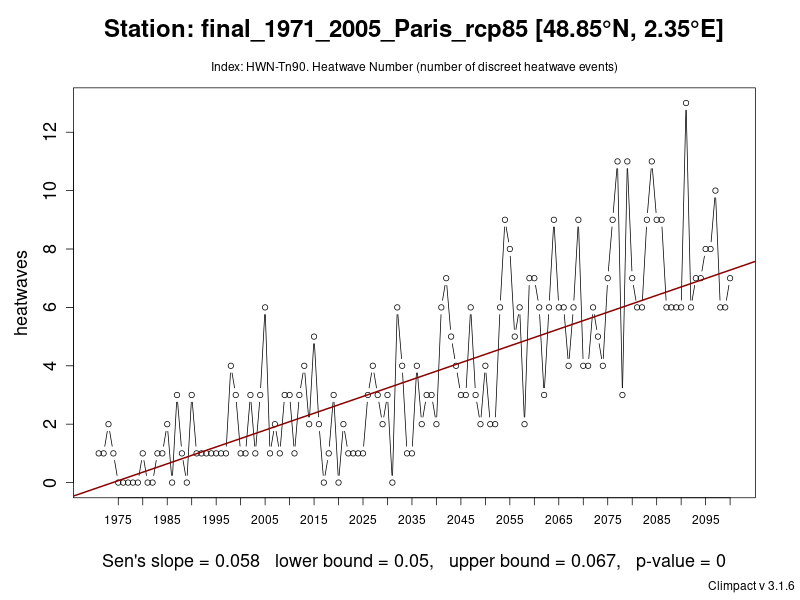 Station: final_1971_2005_Paris_rcp85 [48.85°N, 2.35°E]
Index: HWN-Tn90. Heatwave Number (number of discreet heatwave events)
heatwaves
12
10
8
6
4
2
0
1975 1985 1995 2005 2015 2025 2035 2045 2055 2065 2075 2085 2095
Sen's slope = 0.058 lower bound = 0.05, upper bound = 0.067, p-value = 0
Climpact v 3.1.6